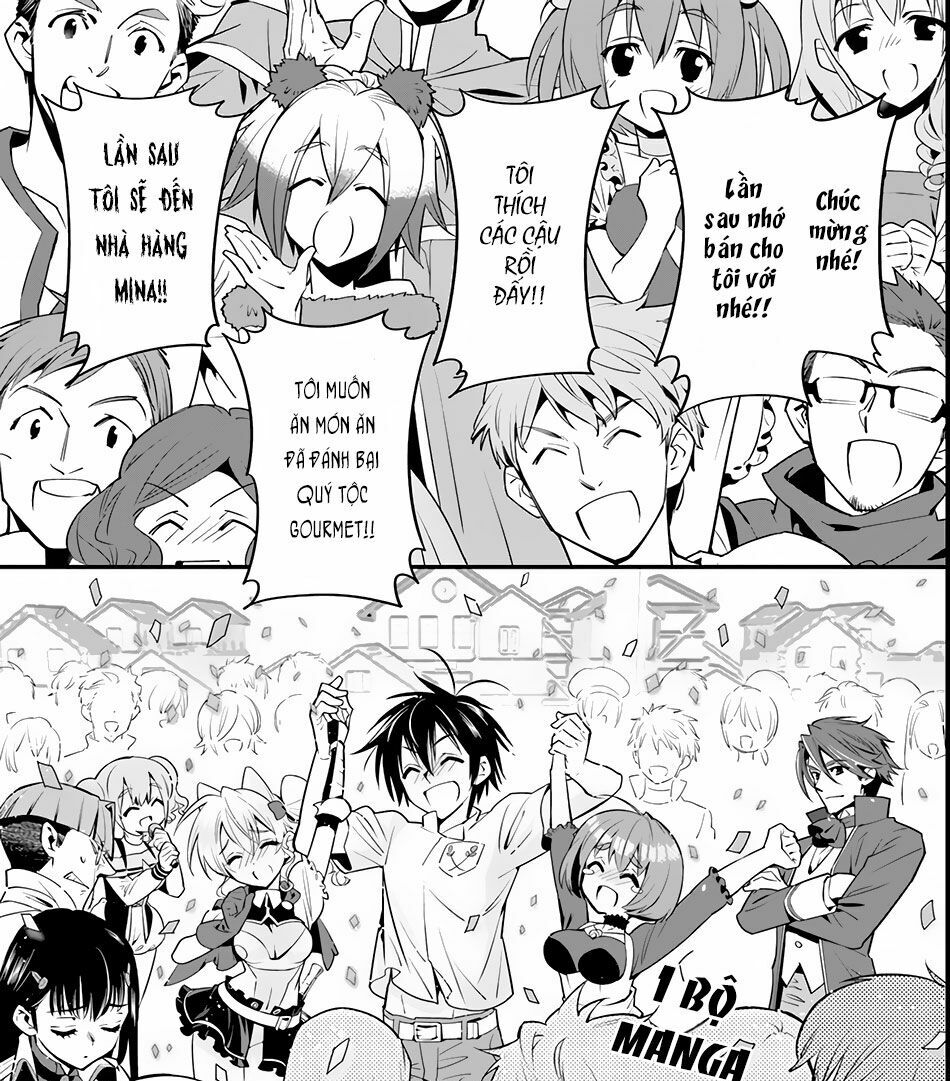 Chúc
mừng
nhé!
Lần
sau nhớ
bán cho
tôi với
nhé!!
TÔI
THÍCH
CÁC CẬU
RỒI
ĐẤY!!
TÔI MUỐN
ĂN MÓN ĂN
ĐÃ ĐÁNH BẠI
QUÝ TỘC
GOURMET!!
LẦN SAU
TÔI SẼ ĐẾN
NHÀ HÀNG
MINA!!
1 BỘ
MANGA